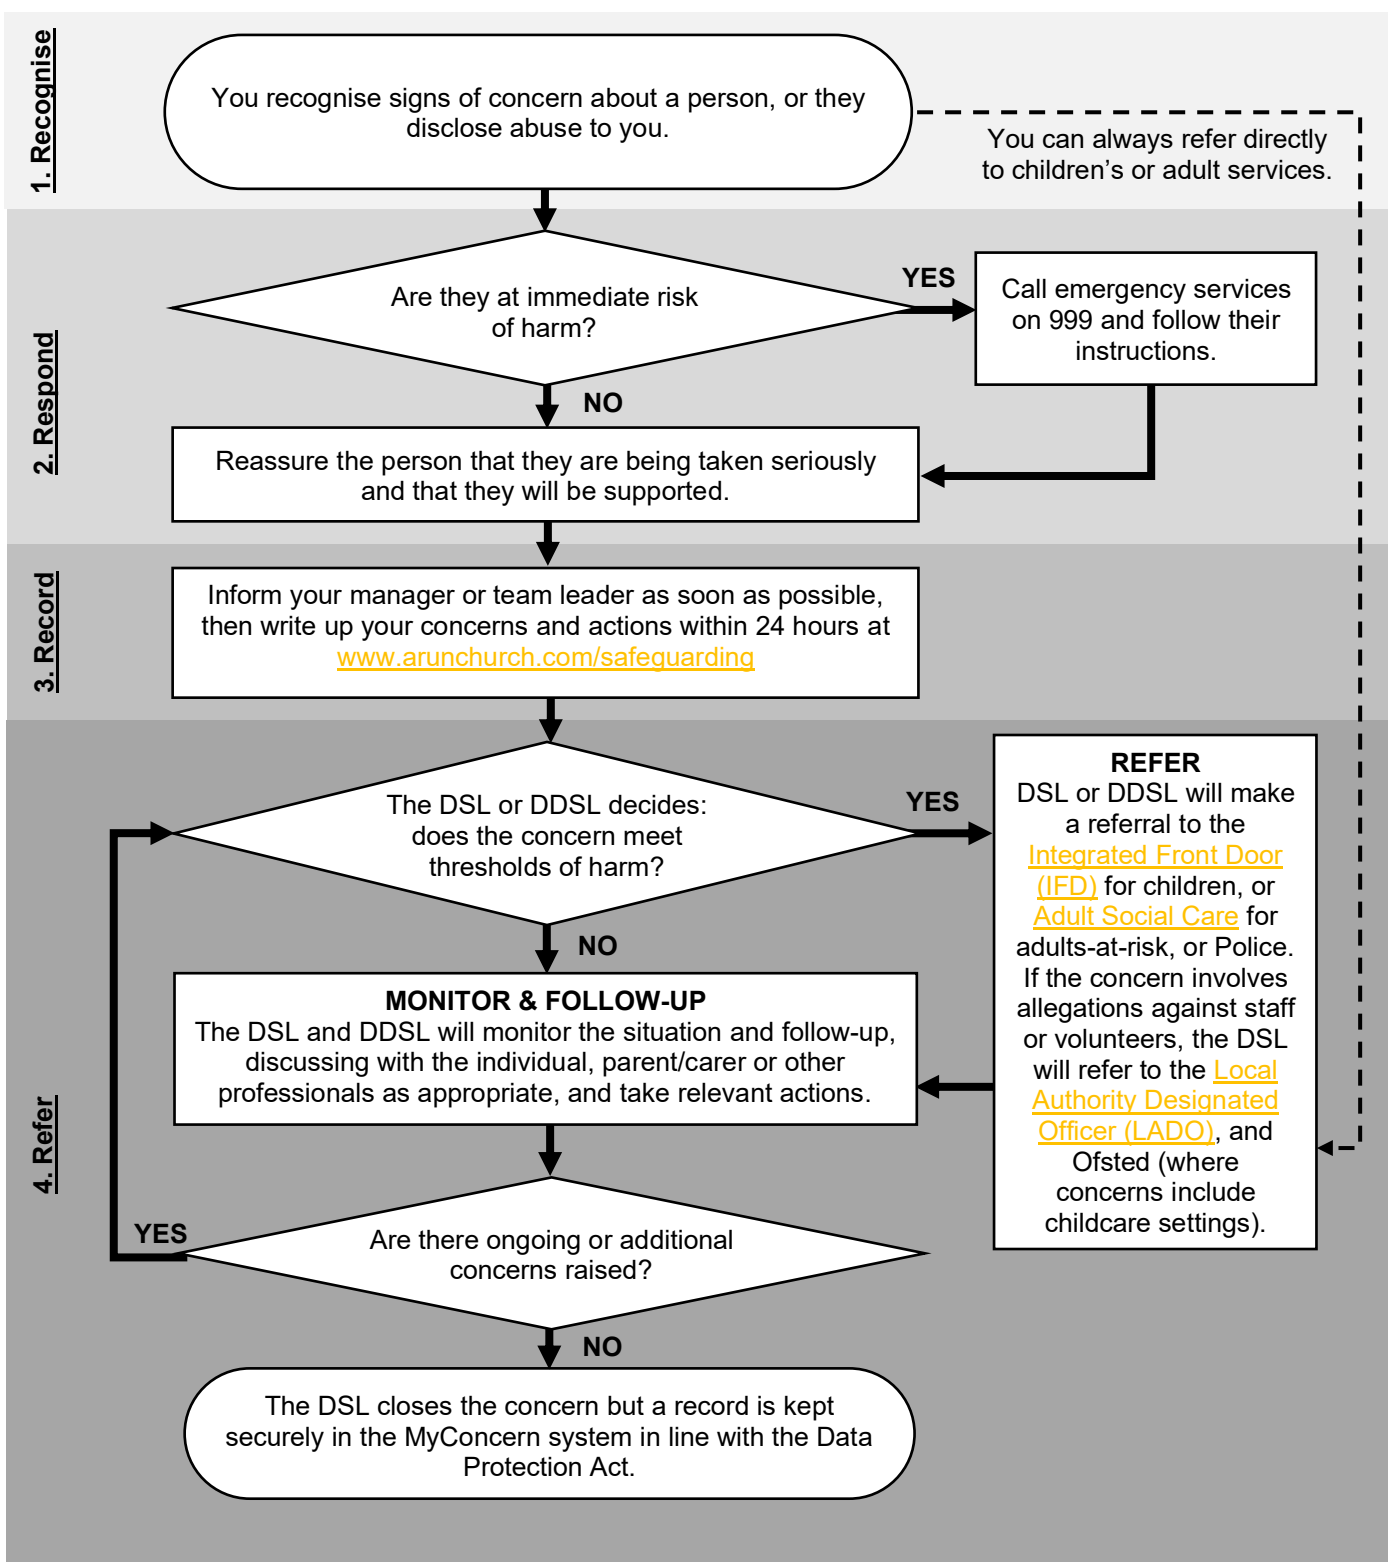 1. Recognise
You recognise signs of concern about a person, or they
disclose abuse to you.
You can always refer directly
to children’s or adult services.
2. Respond
Are they at immediate risk
of harm?
YES
Call emergency services
on 999 and follow their
instructions.
NO
Reassure the person that they are being taken seriously
and that they will be supported.
3. Record
Inform your manager or team leader as soon as possible,
then write up your concerns and actions within 24 hours at
www.arunchurch.com/safeguarding
4. Refer
The DSL or DDSL decides:
does the concern meet
thresholds of harm?
YES
REFER
DSL or DDSL will make
a referral to the
Integrated Front Door
(IFD) for children, or
Adult Social Care for
adults-at-risk, or Police.
If the concern involves
allegations against staff
or volunteers, the DSL
will refer to the Local
Authority Designated
Officer (LADO), and
Ofsted (where
concerns include
childcare settings).
NO
MONITOR & FOLLOW-UP
The DSL and DDSL will monitor the situation and follow-up,
discussing with the individual, parent/carer or other
professionals as appropriate, and take relevant actions.
YES
Are there ongoing or additional
concerns raised?
NO
The DSL closes the concern but a record is kept
securely in the MyConcern system in line with the Data
Protection Act.